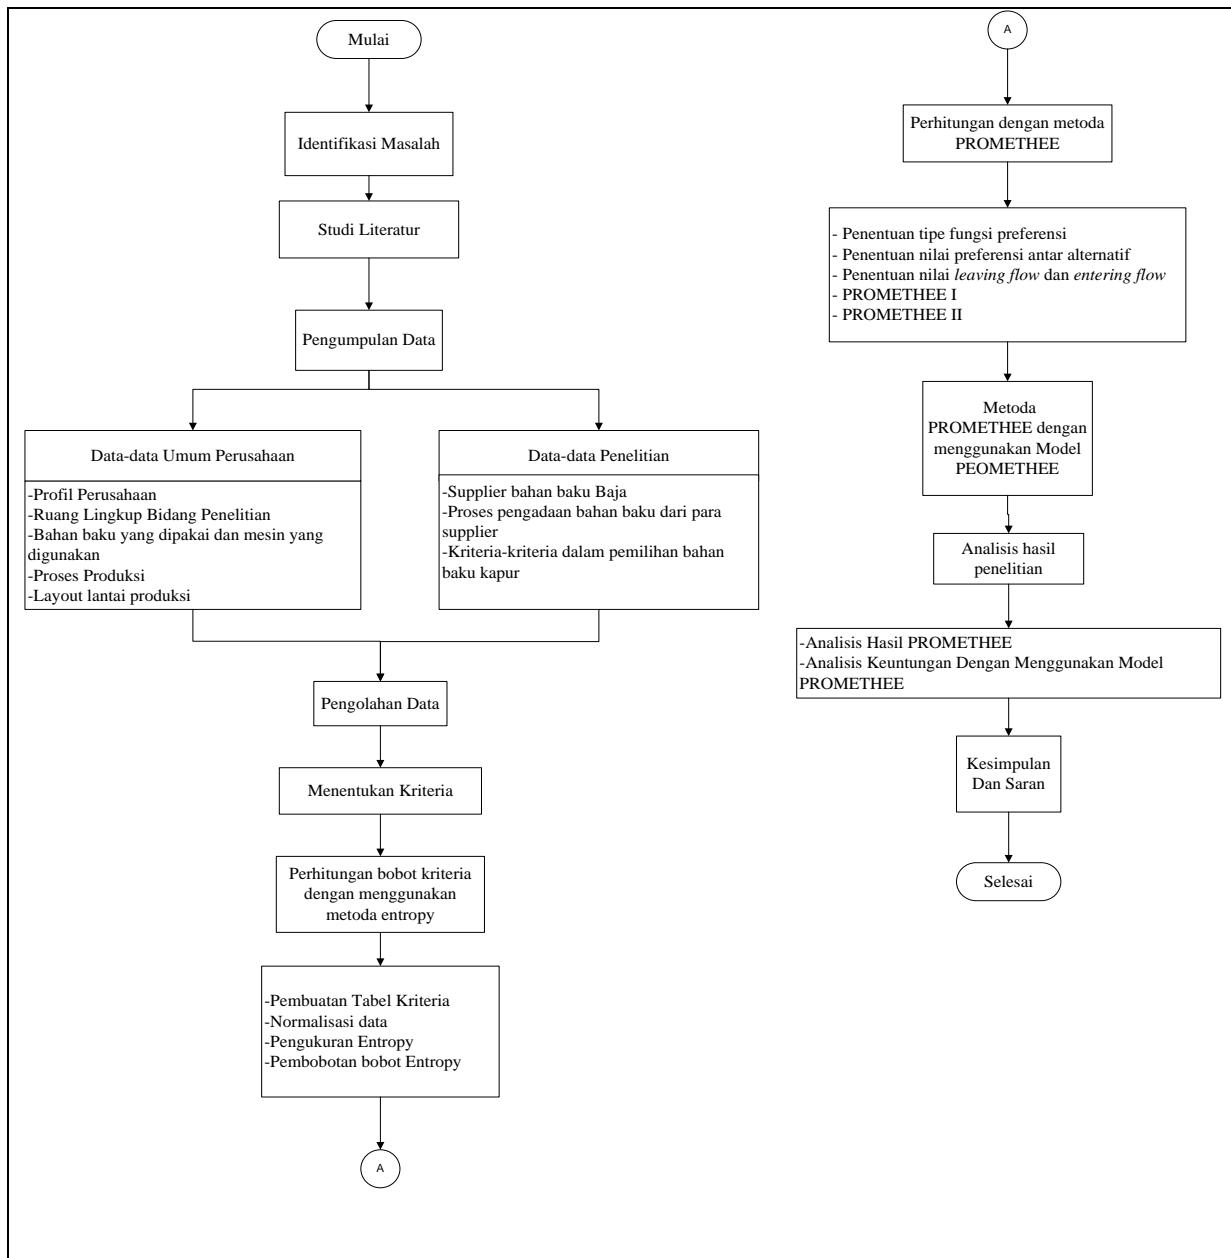 Mulai
Identifikasi Masalah
Studi Literatur
Pengumpulan Data
Data-data Umum Perusahaan
-Profil Perusahaan
-Ruang Lingkup Bidang Penelitian
-Bahan baku yang dipakai dan mesin yang
digunakan
-Proses Produksi
-Layout lantai produksi
Data-data Penelitian
-Supplier bahan baku Baja
-Proses pengadaan bahan baku dari para
supplier
-Kriteria-kriteria dalam pemilihan bahan
baku kapur
Pengolahan Data
Menentukan Kriteria
Perhitungan bobot kriteria
dengan menggunakan
metoda entropy
-Pembuatan Tabel Kriteria
-Normalisasi data
-Pengukuran Entropy
-Pembobotan bobot Entropy
A
A
Perhitungan dengan metoda
PROMETHEE
- Penentuan tipe fungsi preferensi
- Penentuan nilai preferensi antar alternatif
- Penentuan nilai leaving flow dan entering flow
- PROMETHEE I
- PROMETHEE II
Metoda
PROMETHEE dengan
menggunakan Model
PEOMETHEE
Analisis hasil
penelitian
-Analisis Hasil PROMETHEE
-Analisis Keuntungan Dengan Menggunakan Model
PROMETHEE
Kesimpulan
Dan Saran
Selesai